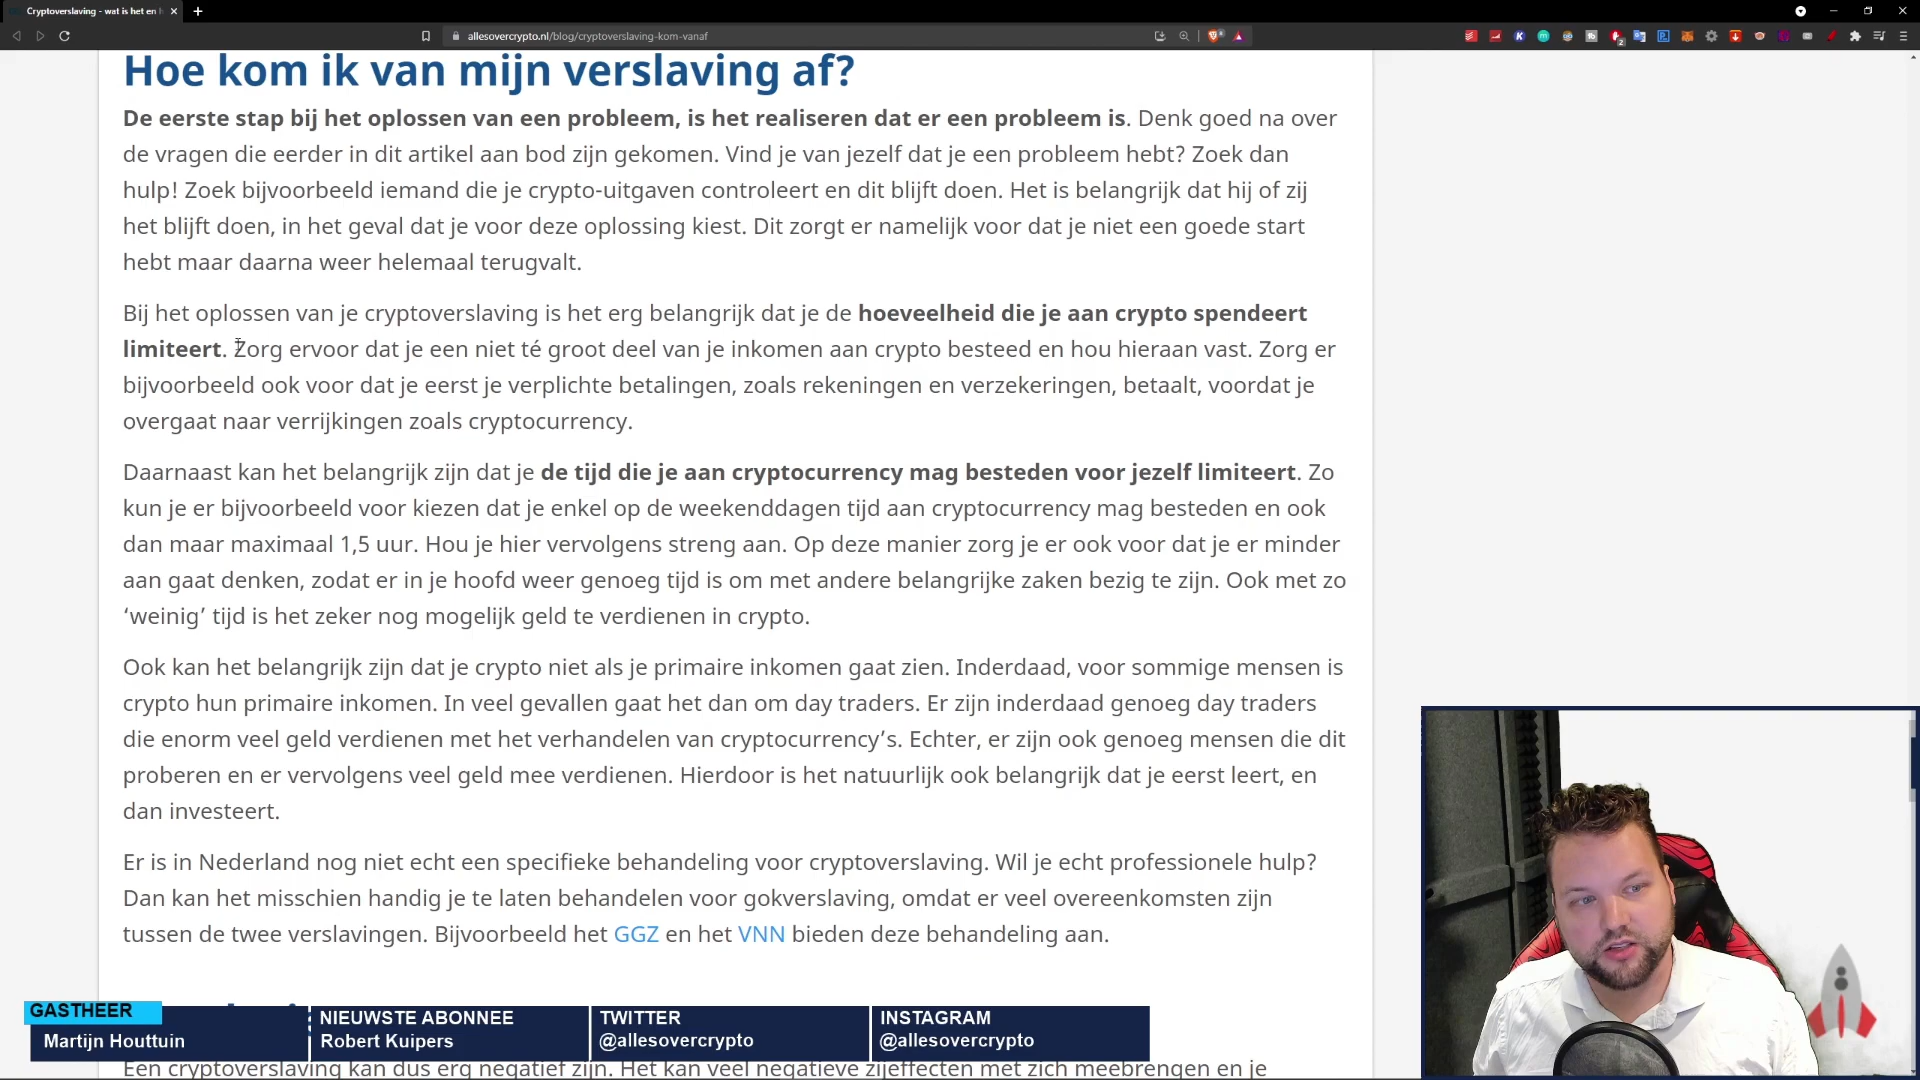 Cryptoverslaving - wat is het en h
allesovercrypto.nl/blog/cryptoverslaving-kom-vanaf
Hoe kom ik van mijn verslaving af?
De eerste stap bij het oplossen van een probleem, is het realiseren dat er een probleem is. Denk goed na over
de vragen die eerder in dit artikel aan bod zijn gekomen. Vind je van jezelf dat je een probleem hebt? Zoek dan
hulp! Zoek bijvoorbeeld iemand die je crypto-uitgaven controleert en dit blijft doen. Het is belangrijk dat hij of zij
het blijft doen, in het geval dat je voor deze oplossing kiest. Dit zorgt er namelijk voor dat je niet een goede start
hebt maar daarna weer helemaal terugvalt.
Bij het oplossen van je cryptoverslaving is het erg belangrijk dat je de hoeveelheid die je aan crypto spendeert
limiteert. Zorg ervoor dat je een niet té groot deel van je inkomen aan crypto besteed en hou hieraan vast. Zorg er
bijvoorbeeld ook voor dat je eerst je verplichte betalingen, zoals rekeningen en verzekeringen, betaalt, voordat je
overgaat naar verrijkingen zoals cryptocurrency.
Daarnaast kan het belangrijk zijn dat je de tijd die je aan cryptocurrency mag besteden voor jezelf limiteert. Zo
kun je er bijvoorbeeld voor kiezen dat je enkel op de weekenddagen tijd aan cryptocurrency mag besteden en ook
dan maar maximaal 1,5 uur. Hou je hier vervolgens streng aan. Op deze manier zorg je er ook voor dat je er minder
aan gaat denken, zodat er in je hoofd weer genoeg tijd is om met andere belangrijke zaken bezig te zijn. Ook met zo
‘weinig’ tijd is het zeker nog mogelijk geld te verdienen in crypto.
Ook kan het belangrijk zijn dat je crypto niet als je primaire inkomen gaat zien. Inderdaad, voor sommige mensen is
crypto hun primaire inkomen. In veel gevallen gaat het dan om day traders. Er zijn inderdaad genoeg day traders
die enorm veel geld verdienen met het verhandelen van cryptocurrency’s. Echter, er zijn ook genoeg mensen die dit
proberen en er vervolgens veel geld mee verdienen. Hierdoor is het natuurlijk ook belangrijk dat je eerst leert, en
dan investeert.
Er is in Nederland nog niet echt een specifieke behandeling voor cryptoverslaving. Wil je echt professionele hulp?
Dan kan het misschien handig je te laten behandelen voor gokverslaving, omdat er veel overeenkomsten zijn
tussen de twee verslavingen. Bijvoorbeeld het GGZ en het VNN bieden deze behandeling aan.
GASTHEER
Martijn Houttuin
NIEUWSTE ABONNEE
Robert Kuipers
TWITTER
@allesovercrypto
INSTAGRAM
@allesovercrypto
Een cryptoverslaving kan dus erg negatief zijn. Het kan veel negatieve zijeffecten met zich meebrengen en je